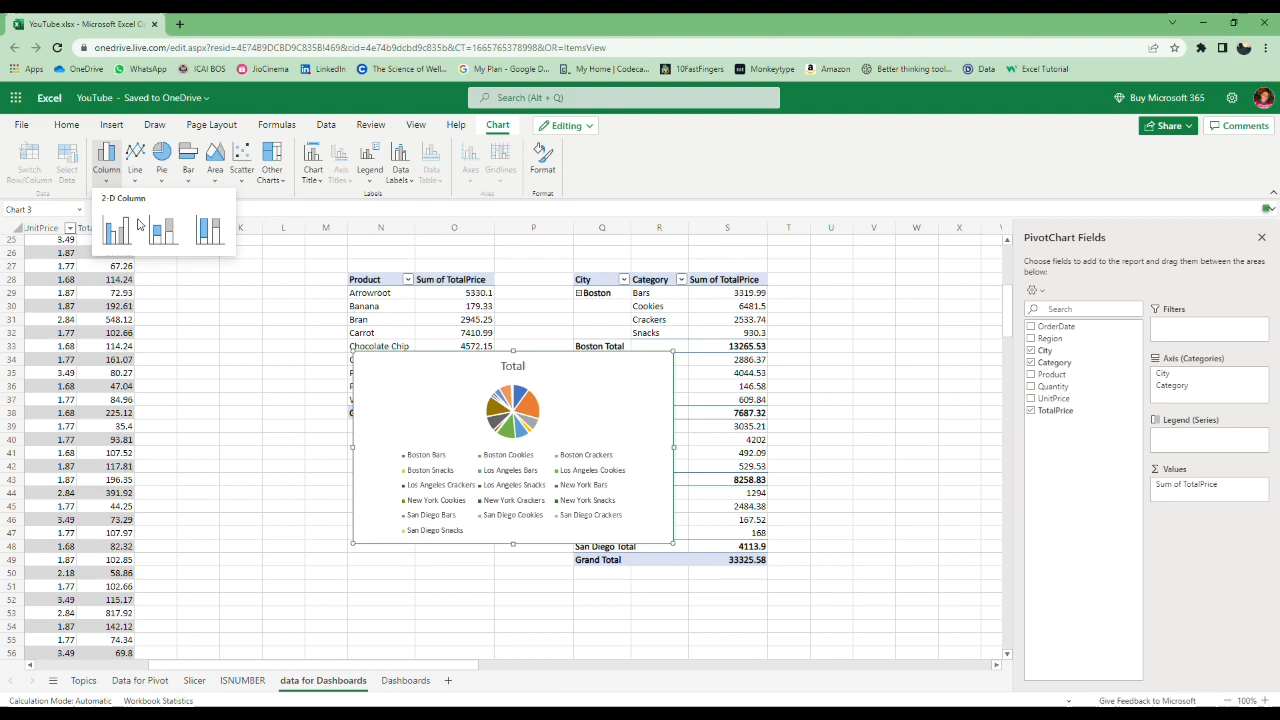 YouTube.xlsx - Microsoft Excel
onedrive.live.com/edit.aspx?resid=4E74B9DCBD9C835B!469&cid=4e74b9dcbd9c835b&CT=1665765378998&OR=ItemsView
Apps OneDrive WhatsApp ICAI BOS JioCinema LinkedIn The Science of Well... My Plan - Google D... My Home | Codeca... 10FastFingers Monkeytype Amazon Better thinking tool... Data Excel Tutorial
Excel YouTube - Saved to OneDrive Search (Alt + Q) Buy Microsoft 365
File Home Insert Draw Page Layout Formulas Data Review View Help Chart Editing Share Comments
Switch Row/Column Select Data Column Line Pie Bar Area Scatter Other Charts Chart Title Axis Titles Legend Data Labels Data Table Axes Gridlines Format
Data Labels Axes Format
2-D Column
Chart 3
UnitPrice K L M N O P Q R S T U V W X
25 3.49
26 1.87
27 1.77 67.26
28 1.68 114.24 Product Sum of TotalPrice City Category Sum of TotalPrice
29 1.87 72.93 Arrowroot 5330.1 Boston Bars 3319.99
30 1.87 192.61 Banana 179.33 Cookies 6481.5
31 2.84 548.12 Bran 2945.25 Crackers 2533.74
32 1.77 102.66 Carrot 7410.99 Snacks 930.3
33 1.68 114.24 Chocolate Chip 4572.15 Boston Total 13265.53
34 1.77 161.07 2886.37
35 3.49 80.27 4044.53
36 1.68 47.04 146.58
37 1.77 84.96 609.84
38 1.68 225.12 7687.32
39 1.77 35.4 3035.21
40 1.77 93.81 4202
41 1.68 107.52 492.09
42 1.87 117.81 529.53
43 1.87 196.35 8258.83
44 2.84 391.92 1294
45 1.77 44.25 2484.38
46 3.49 73.29 167.52
47 1.77 107.97 168
48 1.68 82.32 San Diego Total 4113.9
49 1.87 102.85 Grand Total 33325.58
50 2.18 58.86
51 1.77 102.66
52 3.49 115.17
53 2.84 817.92
54 1.87 142.12
55 1.77 74.34
56 3.49 69.8
Total
Boston Bars Boston Cookies Boston Crackers
Boston Snacks Los Angeles Bars Los Angeles Cookies
Los Angeles Crackers Los Angeles Snacks New York Bars
New York Cookies New York Crackers New York Snacks
San Diego Bars San Diego Cookies San Diego Crackers
San Diego Snacks
PivotChart Fields
Choose fields to add to the report and drag them between the areas
below:
Search
OrderDate
Region
City
Category
Product
Quantity
UnitPrice
TotalPrice
Filters
Axis (Categories)
City
Category
Legend (Series)
Σ Values
Sum of TotalPrice
Topics Data for Pivot Slicer ISNUMBER data for Dashboards Dashboards
Calculation Mode: Automatic Workbook Statistics Give Feedback to Microsoft 100%